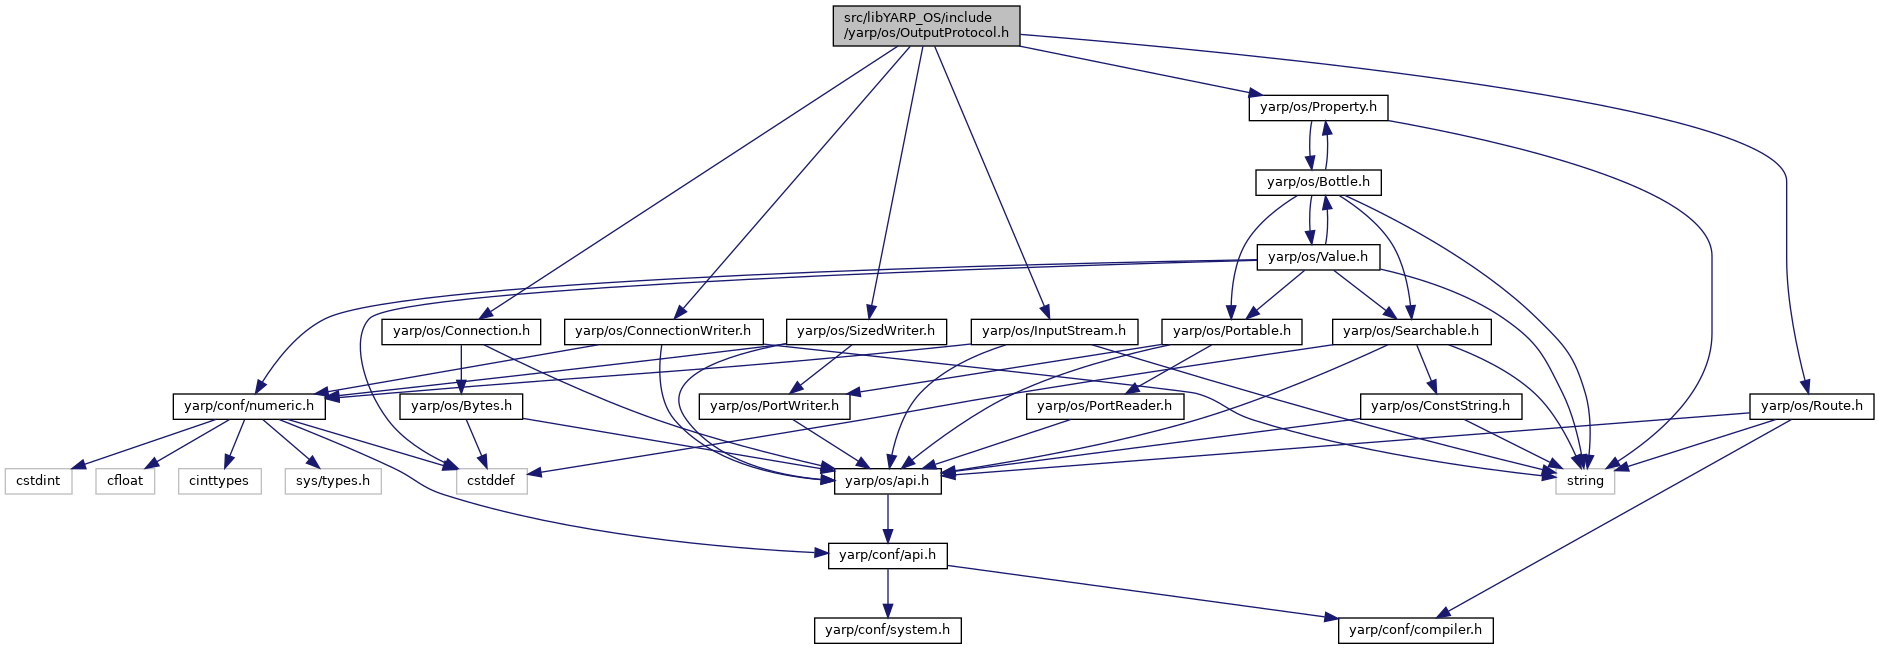 src/libYARP_OS/include
/yarp/os/OutputProtocol.h
yarp/os/Property.h
yarp/os/Bottle.h
yarp/os/Value.h
yarp/os/Connection.h
yarp/os/ConnectionWriter.h
yarp/os/SizedWriter.h
yarp/os/InputStream.h
yarp/os/Portable.h
yarp/os/Searchable.h
yarp/conf/numeric.h
yarp/os/Bytes.h
yarp/os/PortWriter.h
yarp/os/PortReader.h
yarp/os/ConstString.h
yarp/os/Route.h
cstdint
cfloat
cinttypes
sys/types.h
cstddef
yarp/os/api.h
string
yarp/conf/api.h
yarp/conf/system.h
yarp/conf/compiler.h